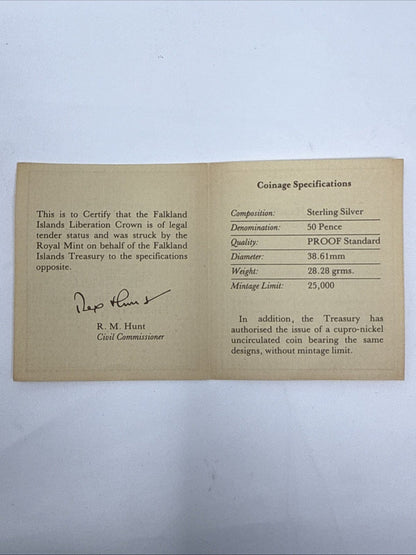 This is to Certify that the Falkland
Islands Liberation Crown is of legal
tender status and was struck by the
Royal Mint on behalf of the Falkland
Islands Treasury to the specifications
opposite.
Rex Hunt
R. M. Hunt
Civil Commissioner
Coinage Specifications
Composition: Sterling Silver
Denomination: 50 Pence
Quality: PROOF Standard
Diameter: 38.61mm
Weight: 28.28 grms.
Mintage Limit: 25,000
In addition, the Treasury has
authorised the issue of a cupro-nickel
uncirculated coin bearing the same
designs, without mintage limit.